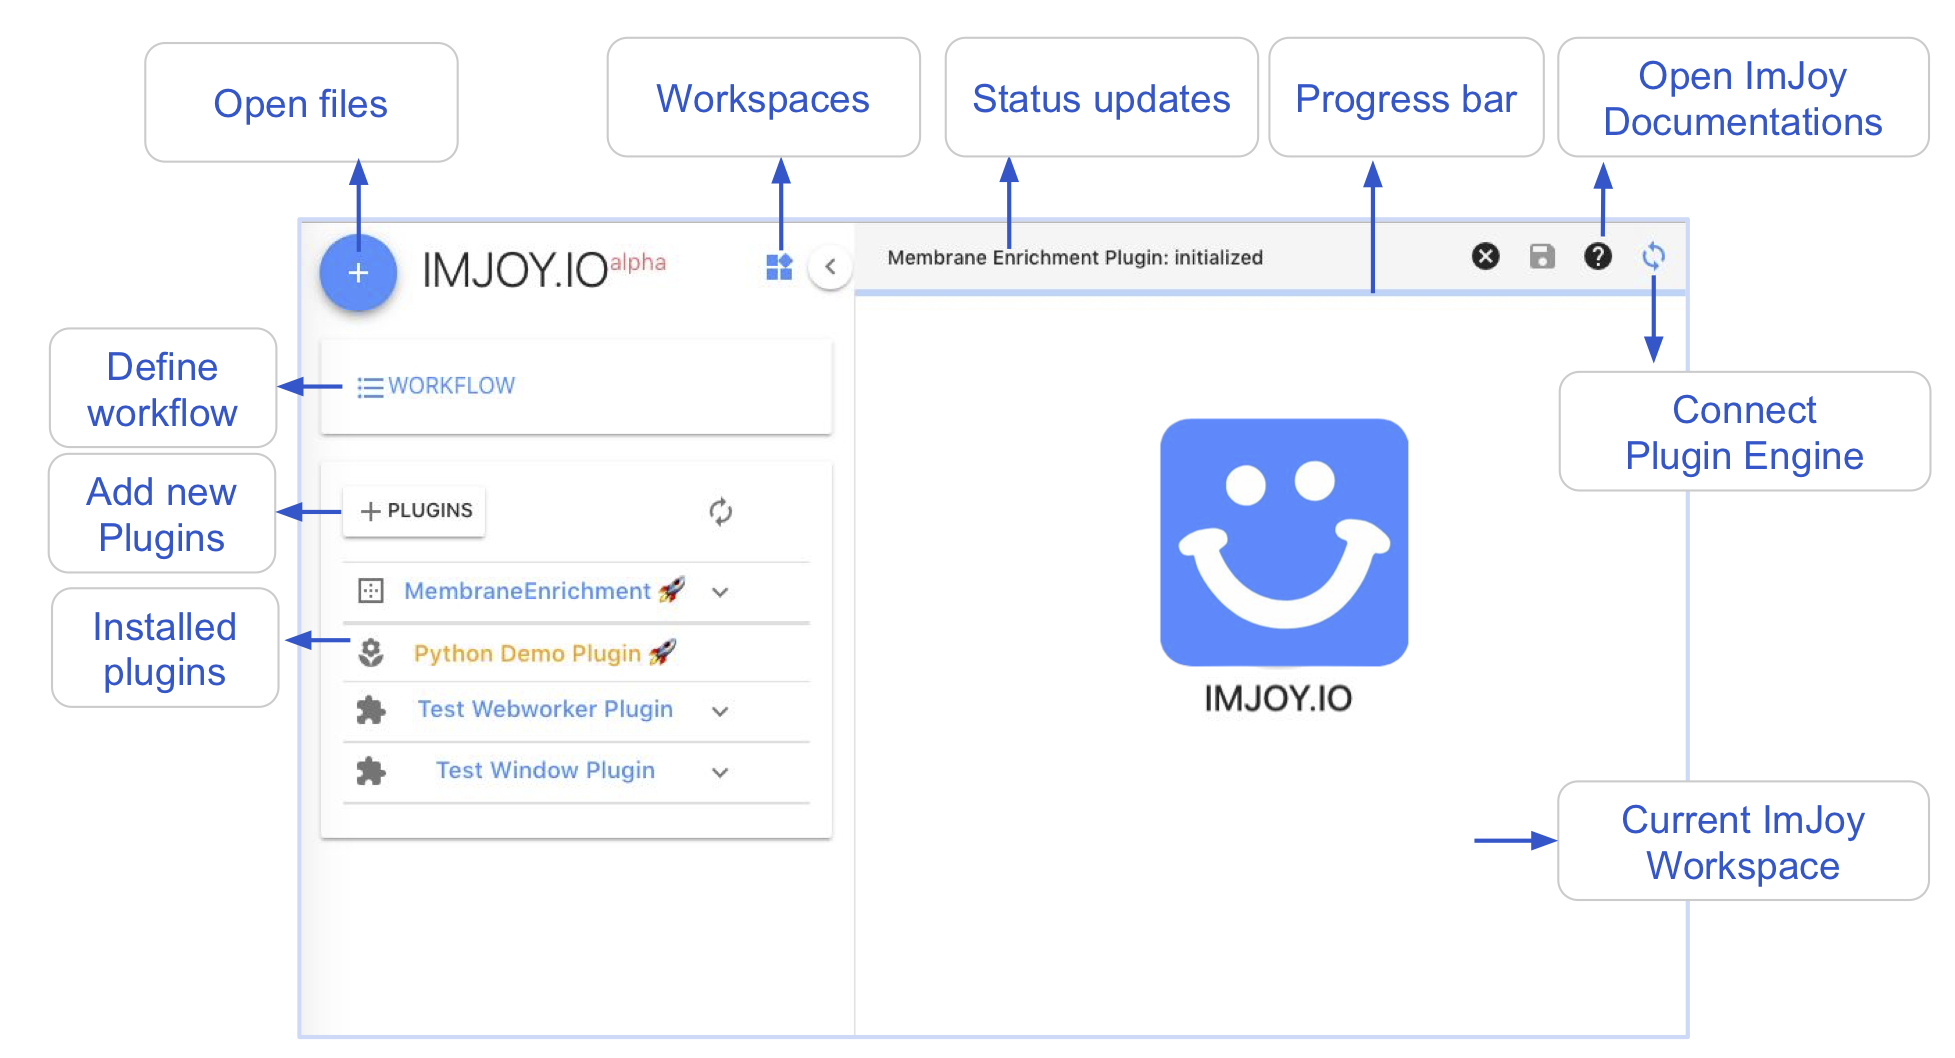 Open files
Workspaces
Status updates
Progress bar
Open ImJoy
Documentations
IMJOY.IO alpha
Membrane Enrichment Plugin: initialized
Define
workflow
WORKFLOW
Connect
Plugin Engine
Add new
Plugins
PLUGINS
Installed
plugins
MembraneEnrichment 🚀
Python Demo Plugin 🚀
Test Webworker Plugin
Test Window Plugin
IMJOY.IO
Current ImJoy
Workspace